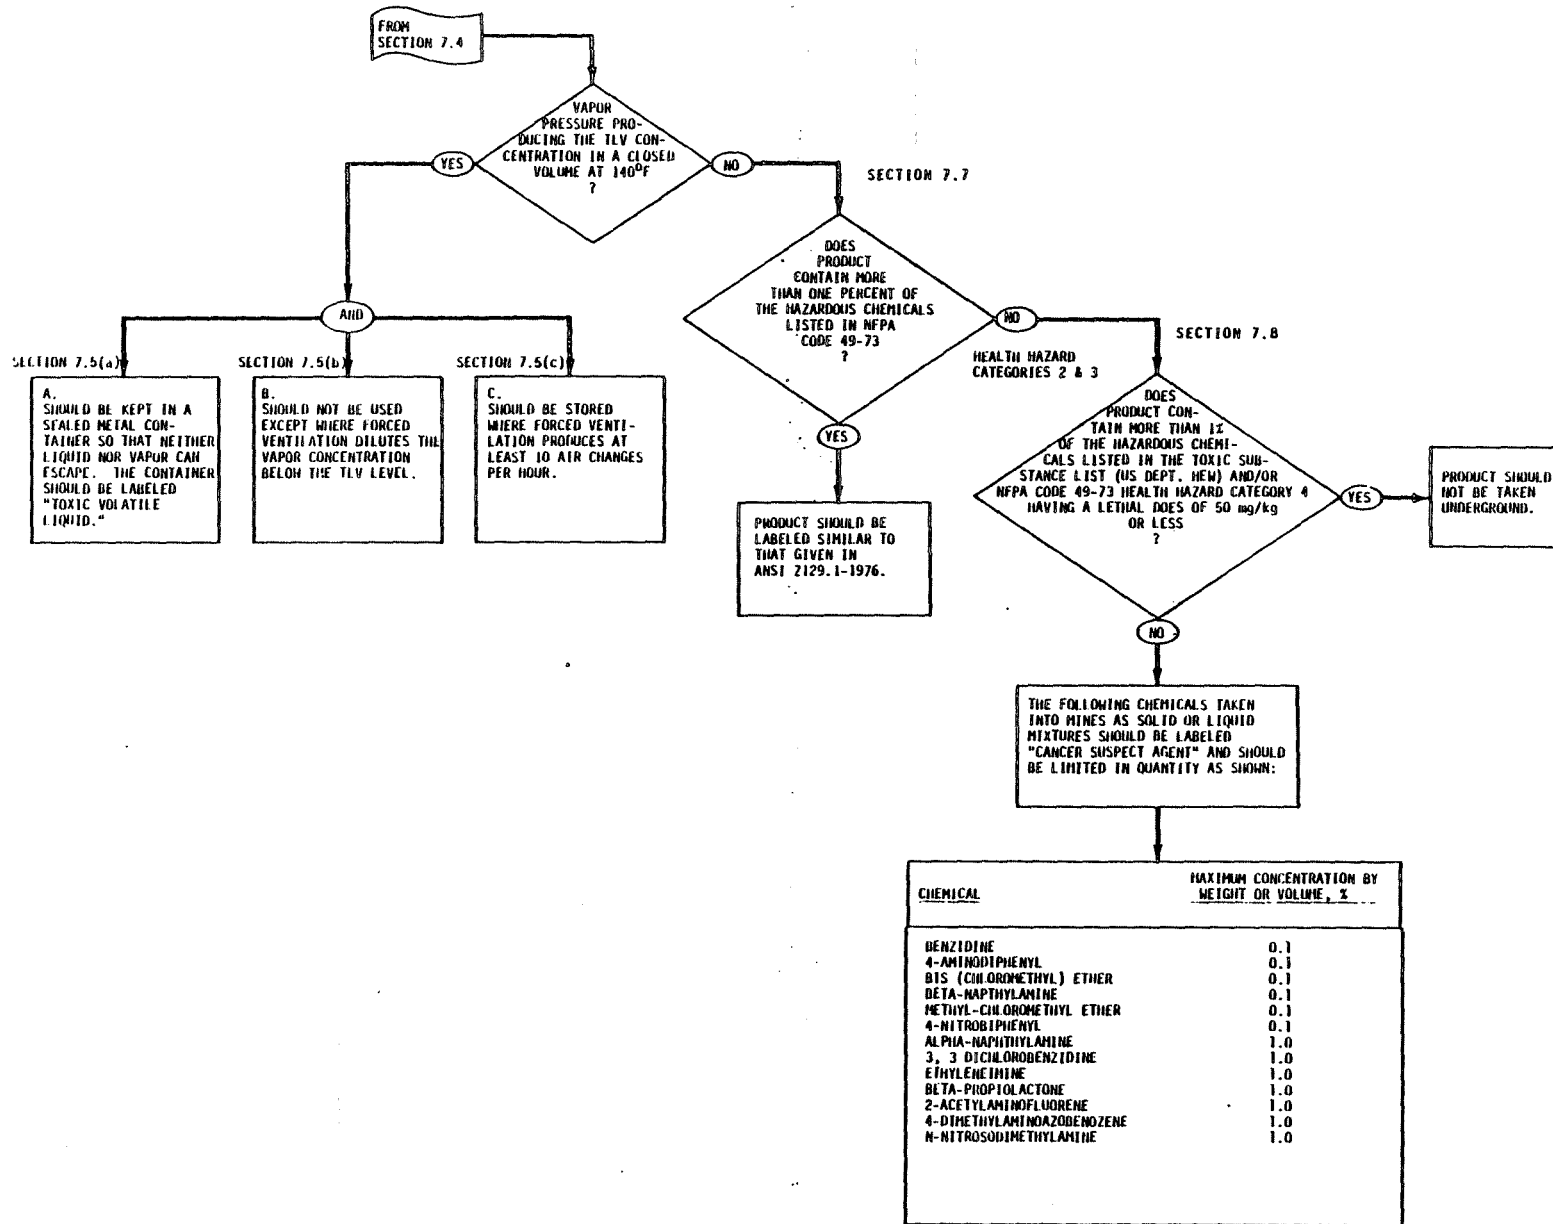 FROM
SECTION 7.4
VAPOR
PRESSURE PRO-
DUCING THE TLV CON-
CENTRATION IN A CLOSED
VOLUME AT 140°F
?
YES
NO
SECTION 7.7
DOES
PRODUCT
CONTAIN MORE
THAN ONE PERCENT OF
THE HAZARDOUS CHEMICALS
LISTED IN NFPA
CODE 49-73
?
NO
HEALTH HAZARD
CATEGORIES 2 & 3
YES
PRODUCT SHOULD BE
LABELED SIMILAR TO
THAT GIVEN IN
ANSI Z129.1-1976.
AND
SECTION 7.5(a)
A.
SHOULD BE KEPT IN A
SEALED METAL CON-
TAINER SO THAT NEITHER
LIQUID NOR VAPOR CAN
ESCAPE. THE CONTAINER
SHOULD BE LABELED
"TOXIC VOLATILE
LIQUID."
SECTION 7.5(b)
B.
SHOULD NOT BE USED
EXCEPT WHERE FORCED
VENTILATION DILUTES THE
VAPOR CONCENTRATION
BELOW THE TLV LEVEL.
SECTION 7.5(c)
C.
SHOULD BE STORED
WHERE FORCED VENTI-
LATION PRODUCES AT
LEAST 10 AIR CHANGES
PER HOUR.
SECTION 7.8
DOES
PRODUCT CON-
TAIN MORE THAN 1%
OF THE HAZARDOUS CHEMI-
CALS LISTED IN THE TOXIC SUB-
STANCE LIST (US DEPT. HEW) AND/OR
NFPA CODE 49-73 HEALTH HAZARD CATEGORY 4
HAVING A LETHAL DOES OF 50 mg/kg
OR LESS
?
YES
PRODUCT SHOULD
NOT BE TAKEN
UNDERGROUND.
NO
THE FOLLOWING CHEMICALS TAKEN
INTO MINES AS SOLID OR LIQUID
MIXTURES SHOULD BE LABELED
"CANCER SUSPECT AGENT" AND SHOULD
BE LIMITED IN QUANTITY AS SHOWN:
CHEMICAL
MAXIMUM CONCENTRATION BY
WEIGHT OR VOLUME, %
BENZIDINE 0.1
4-AMINODIPHENYL 0.1
BIS (CHLOROMETHYL) ETHER 0.1
BETA-NAPTHYLAMINE 0.1
METHYL-CHLOROMETHYL ETHER 0.1
4-NITROBIPHENYL 0.1
ALPHA-NAPHTHYLAMINE 1.0
3, 3 DICHLOROBENZIDINE 1.0
ETHYLENEIMINE 1.0
BETA-PROPIOLACTONE 1.0
2-ACETYLAMINOFLUORENE 1.0
4-DIMETHYLAMINOAZOBENOZENE 1.0
N-NITROSODIMETHYLAMINE 1.0